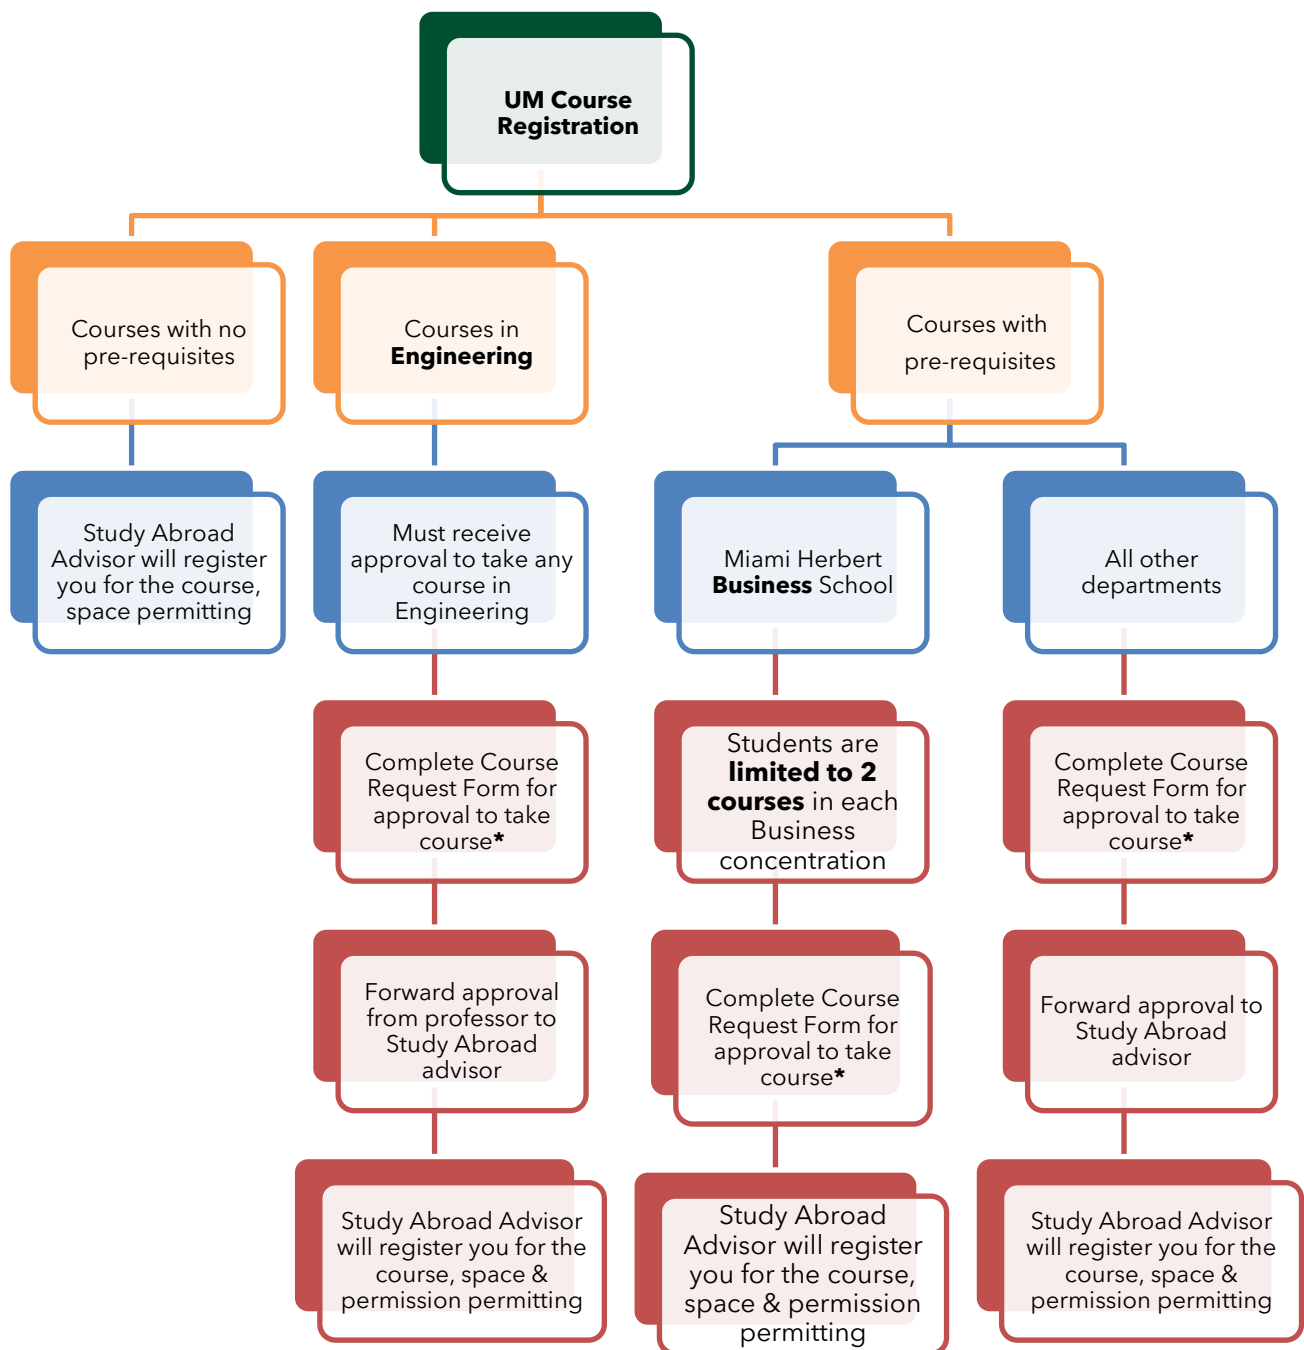 UM Course
Registration
Courses with no
pre-requisites
Courses in
Engineering
Courses with
pre-requisites
Study Abroad
Advisor will register
you for the course,
space permitting
Must receive
approval to take any
course in
Engineering
Miami Herbert
Business School
All other
departments
Complete Course
Request Form for
approval to take
course*
Students are
limited to 2
courses in each
Business
concentration
Complete Course
Request Form for
approval to take
course*
Forward approval
from professor to
Study Abroad
advisor
Complete Course
Request Form for
approval to take
course*
Forward approval to
Study Abroad
advisor
Study Abroad Advisor
will register you for the
course, space &
permission permitting
Study Abroad
Advisor will register
you for the course,
space & permission
permitting
Study Abroad Advisor
will register you for the
course, space &
permission permitting